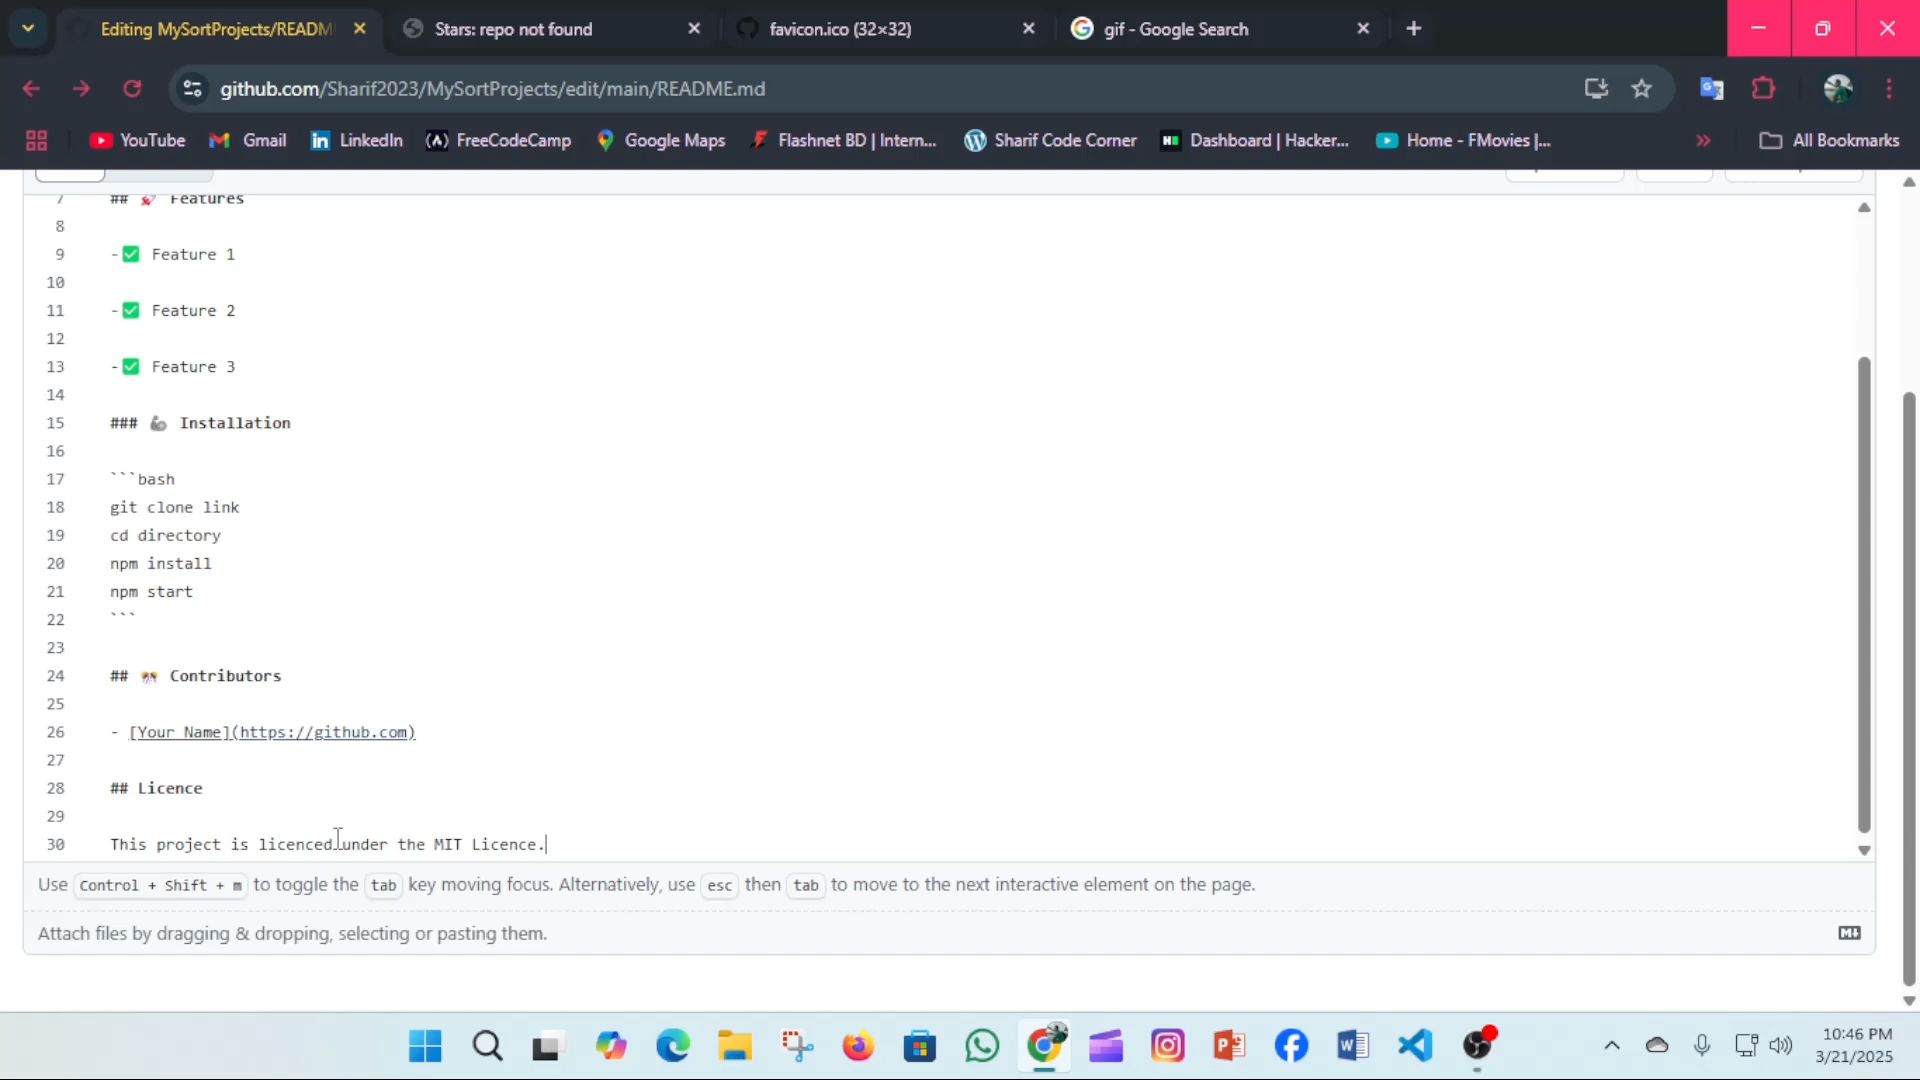 Editing MySortProjects/READM
Stars: repo not found
favicon.ico (32×32)
gif - Google Search
github.com/Sharif2023/MySortProjects/edit/main/README.md
YouTube
Gmail
LinkedIn
FreeCodeCamp
Google Maps
Flashnet BD | Intern...
Sharif Code Corner
Dashboard | Hacker...
Home - FMovies |...
All Bookmarks
7 ## 🚀 Features
8
9 -✅ Feature 1
10
11 -✅ Feature 2
12
13 -✅ Feature 3
14
15 ### 🦾 Installation
16
17 ```bash
18 git clone link
19 cd directory
20 npm install
21 npm start
22 ```
23
24 ## 🎊 Contributors
25
26 - [Your Name](https://github.com)
27
28 ## Licence
29
30 This project is licenced under the MIT Licence.
Use Control + Shift + m to toggle the tab key moving focus. Alternatively, use esc then tab to move to the next interactive element on the page.
Attach files by dragging & dropping, selecting or pasting them.
10:46 PM
3/21/2025